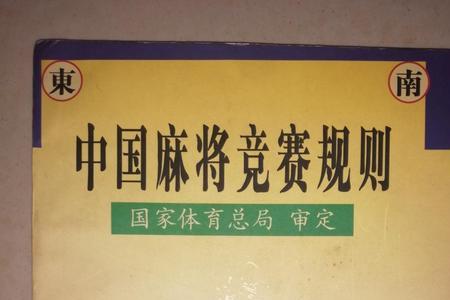 東 南
中国麻将竞赛规则
国家体育总局 审定